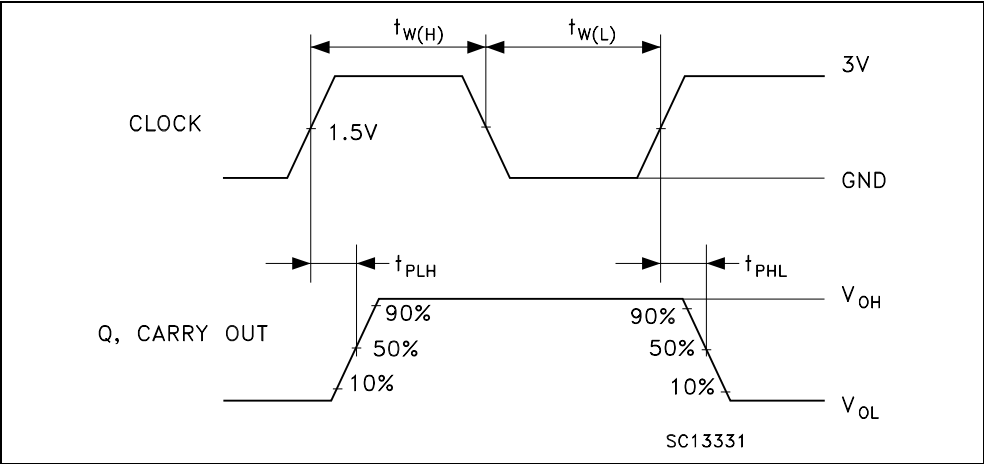 tW(H)
tW(L)
3V
CLOCK
1.5V
GND
tPLH
tPHL
VOH
90%
90%
Q, CARRY OUT
50%
50%
10%
10%
VOL
SC13331